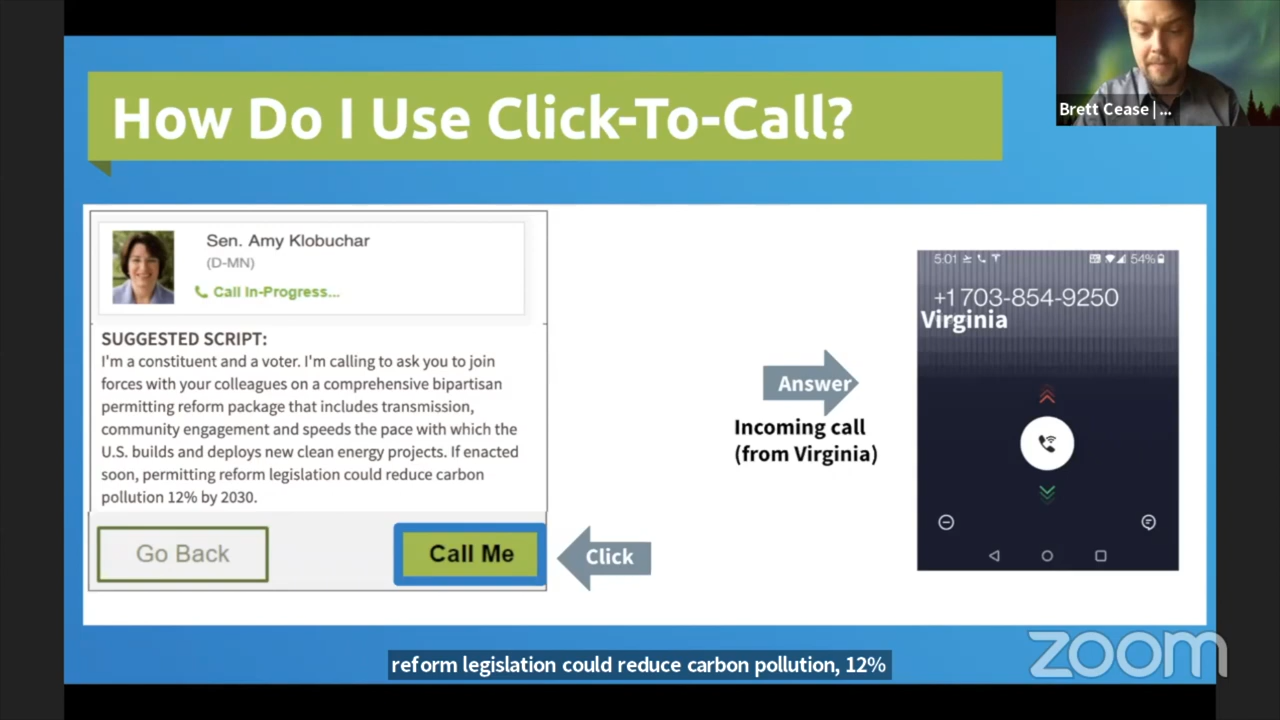 How Do I Use Click-To-Call?
Brett Cease | ...
Sen. Amy Klobuchar
(D-MN)
Call In-Progress...
SUGGESTED SCRIPT:
I'm a constituent and a voter. I'm calling to ask you to join
forces with your colleagues on a comprehensive bipartisan
permitting reform package that includes transmission,
community engagement and speeds the pace with which the
U.S. builds and deploys new clean energy projects. If enacted
soon, permitting reform legislation could reduce carbon
pollution 12% by 2030.
Go Back
Call Me
Click
Answer
Incoming call
(from Virginia)
5:01
54%
+1 703-854-9250
Virginia
reform legislation could reduce carbon pollution, 12%
zoom